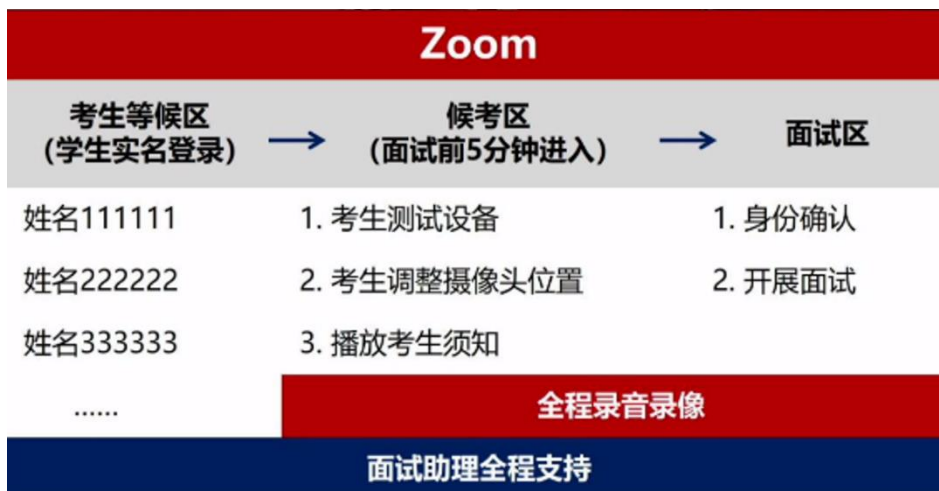 Zoom
考生等候区
(学生实名登录)
→
候考区
(面试前5分钟进入)
→
面试区
姓名111111
1. 考生测试设备
1. 身份确认
姓名222222
2. 考生调整摄像头位置
2. 开展面试
姓名333333
3. 播放考生须知
......
全程录音录像
面试助理全程支持